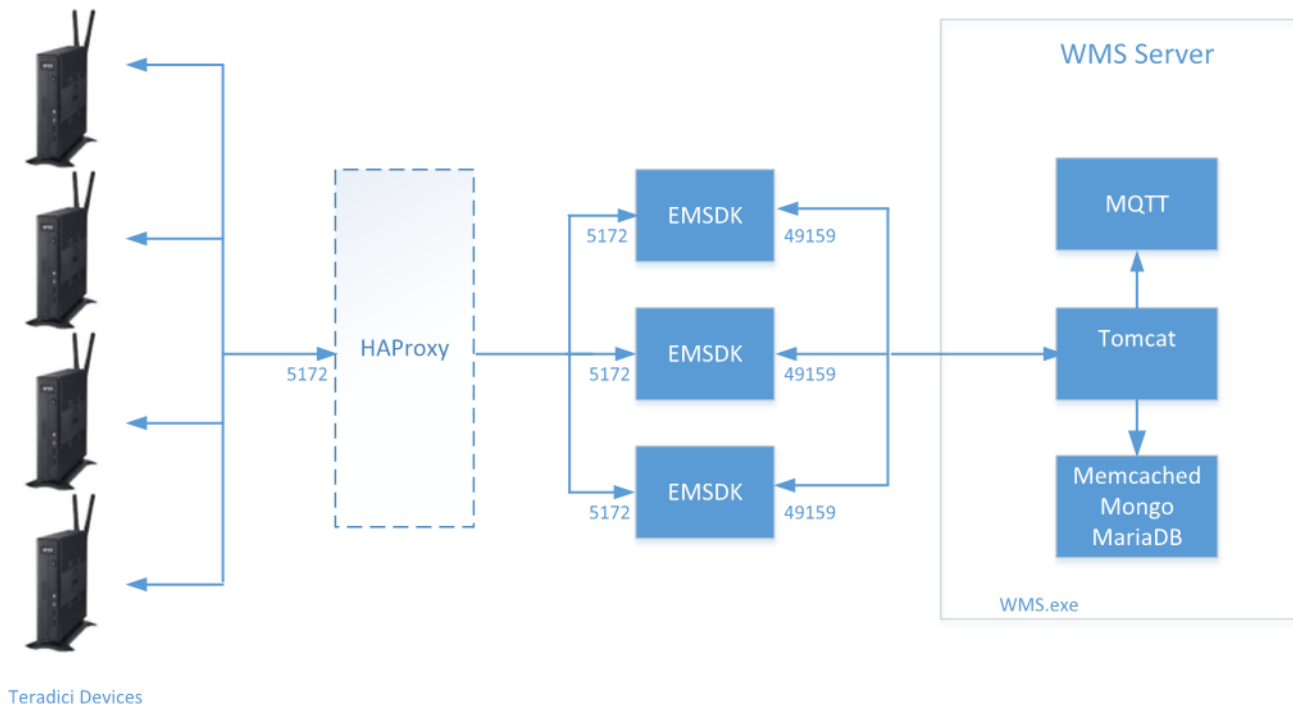 WMS Server
MQTT
EMSDK
5172
49159
HAProxy
5172
EMSDK
5172
49159
Tomcat
EMSDK
5172
49159
Memcached
Mongo
MariaDB
WMS.exe
Teradici Devices